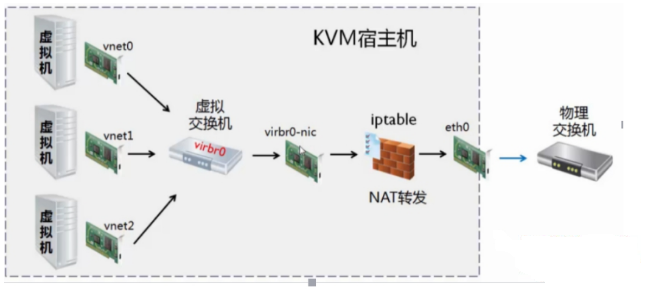 KVM宿主机
虚拟机
vnet0
虚拟机
vnet1
虚拟机
vnet2
虚拟
交换机
virbr0
virbr0-nic
iptable
NAT转发
eth0
物理
交换机